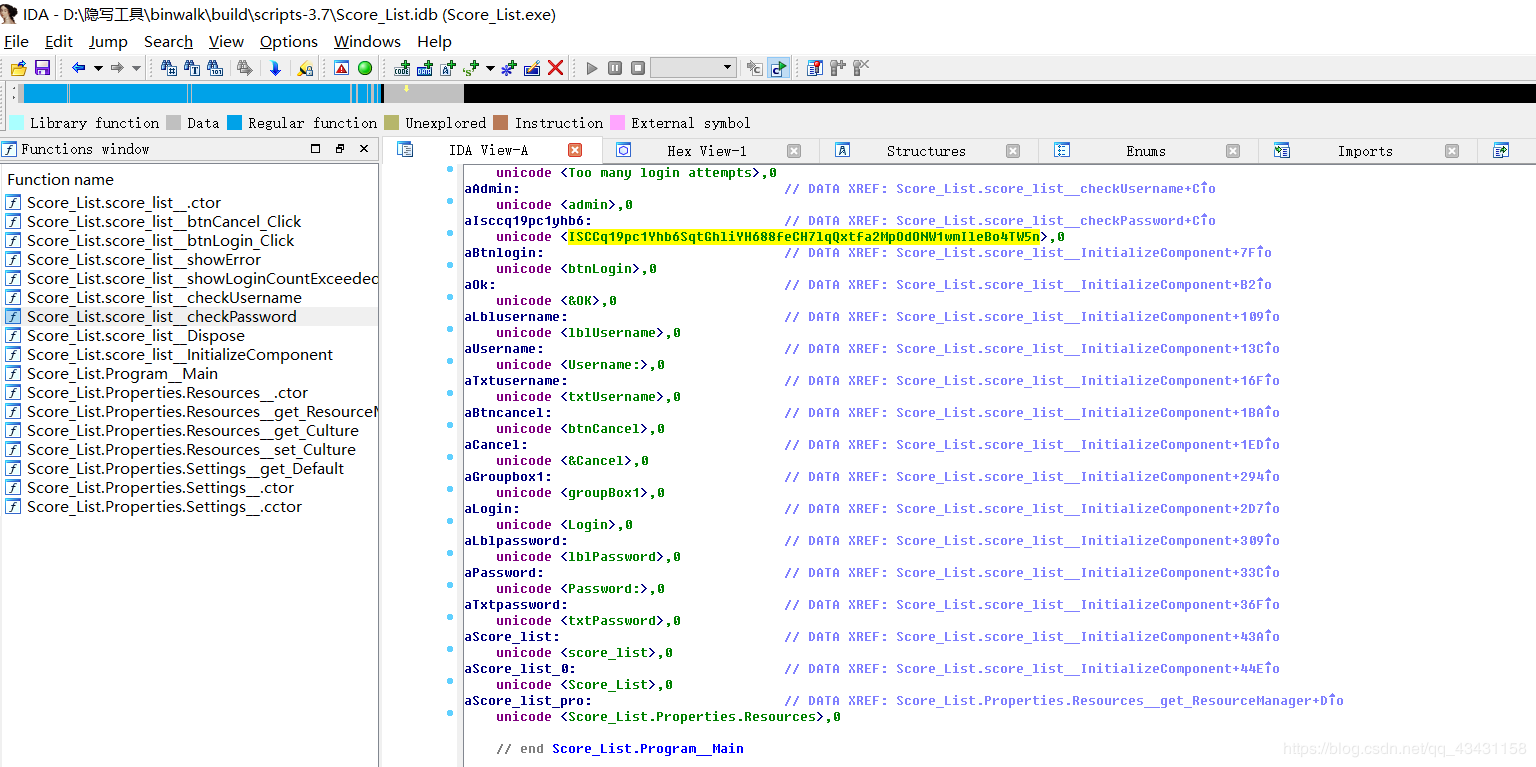 IDA - D:\隐写工具\binwalk\build\scripts-3.7\Score_List.idb (Score_List.exe)
File Edit Jump Search View Options Windows Help
Library function Data Regular function Unexplored Instruction External symbol
Functions window
IDA View-A Hex View-1 Structures Enums Imports
Function name
Score_List.score_list__.ctor
Score_List.score_list__btnCancel_Click
Score_List.score_list__btnLogin_Click
Score_List.score_list__showError
Score_List.score_list__showLoginCountExceeded
Score_List.score_list__checkUsername
Score_List.score_list__checkPassword
Score_List.score_list__Dispose
Score_List.score_list__InitializeComponent
Score_List.Program__Main
Score_List.Properties.Resources__.ctor
Score_List.Properties.Resources__get_ResourceM
Score_List.Properties.Resources__get_Culture
Score_List.Properties.Resources__set_Culture
Score_List.Properties.Settings__get_Default
Score_List.Properties.Settings__.ctor
Score_List.Properties.Settings__.cctor
unicode <Too many login attempts>,0
aAdmin: // DATA XREF: Score_List.score_list__checkUsername+C↑o
unicode <admin>,0
aIsccq19pc1yhb6: // DATA XREF: Score_List.score_list__checkPassword+C↑o
unicode <ISCCq19pc1Yhb6SqtGhliYH688feCH7lqQxtfa2MpOdONW1wmIleBo4TW5n>,0
aBtnlogin: // DATA XREF: Score_List.score_list__InitializeComponent+7F↑o
unicode <btnLogin>,0
aOk: // DATA XREF: Score_List.score_list__InitializeComponent+B2↑o
unicode <&OK>,0
aLblusername: // DATA XREF: Score_List.score_list__InitializeComponent+109↑o
unicode <lblUsername>,0
aUsername: // DATA XREF: Score_List.score_list__InitializeComponent+13C↑o
unicode <Username:>,0
aTxtusername: // DATA XREF: Score_List.score_list__InitializeComponent+16F↑o
unicode <txtUsername>,0
aBtncancel: // DATA XREF: Score_List.score_list__InitializeComponent+1BA↑o
unicode <btnCancel>,0
aCancel: // DATA XREF: Score_List.score_list__InitializeComponent+1ED↑o
unicode <&Cancel>,0
aGroupbox1: // DATA XREF: Score_List.score_list__InitializeComponent+294↑o
unicode <groupBox1>,0
aLogin: // DATA XREF: Score_List.score_list__InitializeComponent+2D7↑o
unicode <Login>,0
aLblpassword: // DATA XREF: Score_List.score_list__InitializeComponent+309↑o
unicode <lblPassword>,0
aPassword: // DATA XREF: Score_List.score_list__InitializeComponent+33C↑o
unicode <Password:>,0
aTxtpassword: // DATA XREF: Score_List.score_list__InitializeComponent+36F↑o
unicode <txtPassword>,0
aScore_list: // DATA XREF: Score_List.score_list__InitializeComponent+43A↑o
unicode <score_list>,0
aScore_list_0: // DATA XREF: Score_List.score_list__InitializeComponent+44E↑o
unicode <Score_List>,0
aScore_list_pro: // DATA XREF: Score_List.Properties.Resources__get_ResourceManager+D↑o
unicode <Score_List.Properties.Resources>,0
// end Score_List.Program__Main
https://blog.csdn.net/qq_43431158